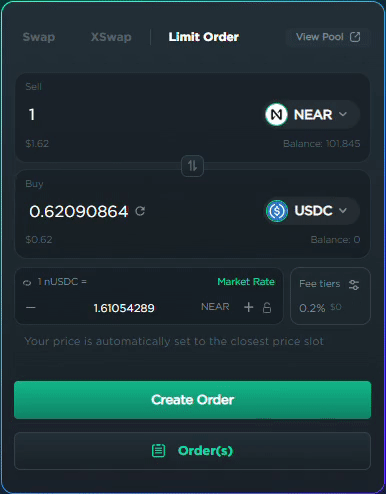 Swap XSwap Limit Order View Pool
Sell
1 NEAR
$1.62 Balance: 101.845
Buy
0.62090864 USDC
$0.62 Balance: 0
1 nUSDC = Market Rate Fee tiers
1.61054289 NEAR 0.2% $0
Your price is automatically set to the closest price slot
Create Order
Order(s)